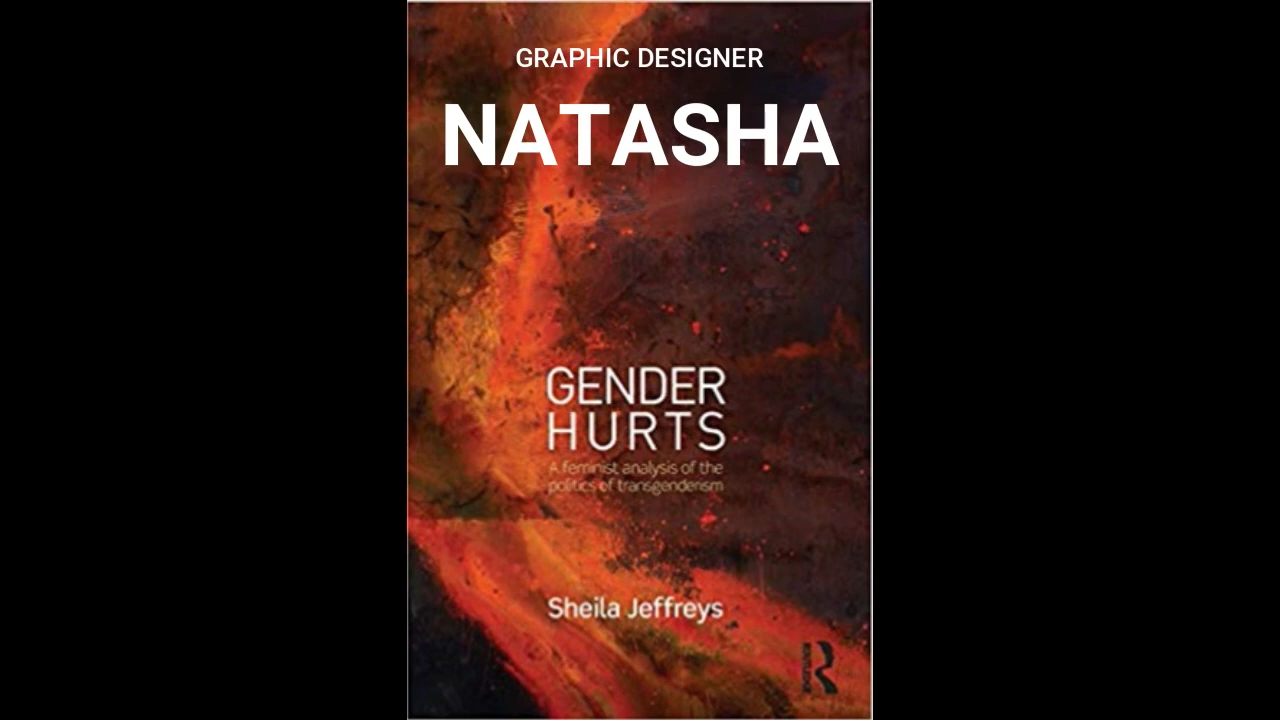 GRAPHIC DESIGNER
NATASHA
GENDER
HURTS
A feminist analysis of the
politics of transgenderism
Sheila Jeffreys